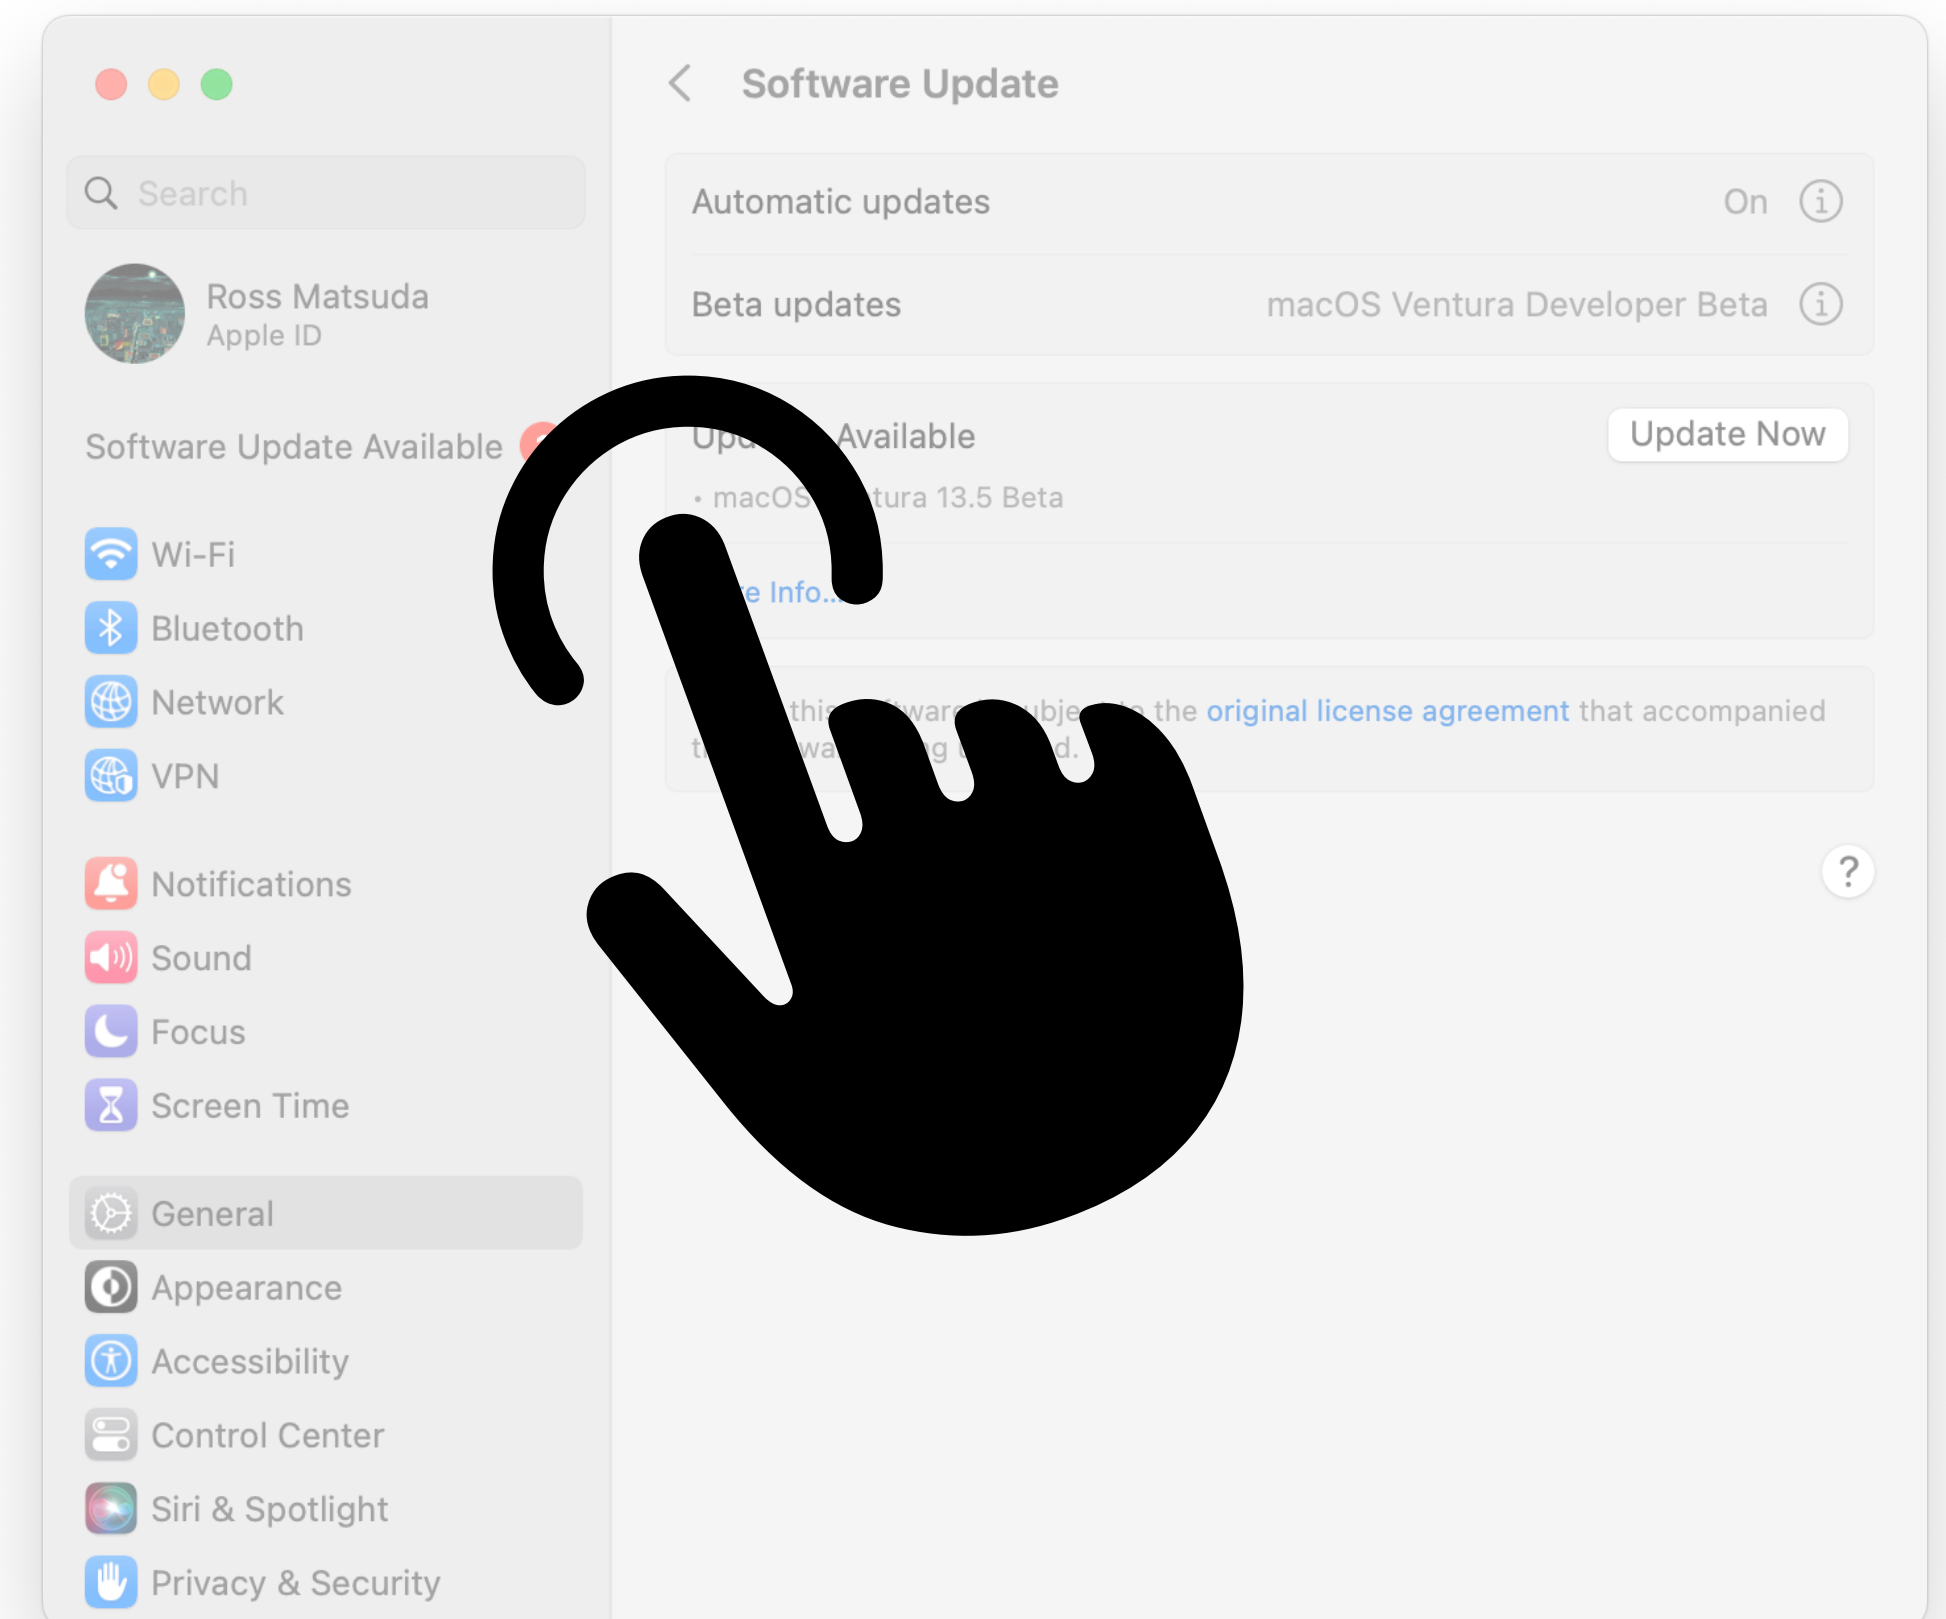 Software Update
Search
Automatic updates
On
Beta updates
macOS Ventura Developer Beta
Ross Matsuda
Apple ID
Software Update Available
Available
Update Now
• macOS 13.5 Beta
Info...
Wi-Fi
Bluetooth
Network
VPN
the original license agreement that accompanied
Notifications
Sound
Focus
Screen Time
?
General
Appearance
Accessibility
Control Center
Siri & Spotlight
Privacy & Security